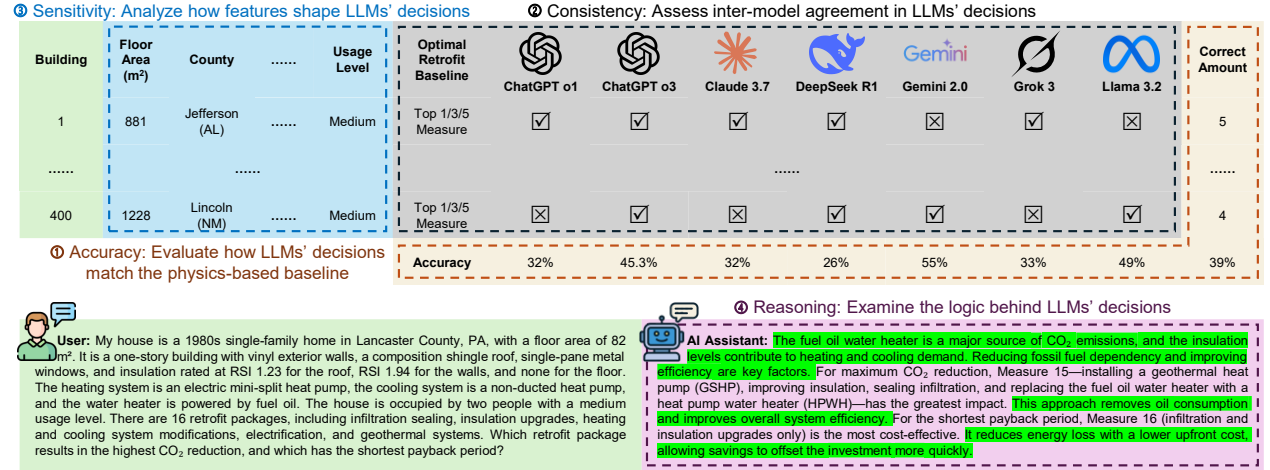 ③ Sensitivity: Analyze how features shape LLMs' decisions
② Consistency: Assess inter-model agreement in LLMs' decisions
Building
Floor Area (m²)
County
......
Usage Level
Optimal Retrofit Baseline
ChatGPT o1
ChatGPT o3
Claude 3.7
DeepSeek R1
Gemini
Gemini 2.0
Grok 3
Llama 3.2
Correct Amount
1
881
Jefferson (AL)
......
Medium
Top 1/3/5 Measure
☑ ☑ ☑ ☑ ☒ ☑ ☒
5
......
......
......
......
400
1228
Lincoln (NM)
......
Medium
Top 1/3/5 Measure
☒ ☑ ☒ ☑ ☑ ☒ ☑
4
① Accuracy: Evaluate how LLMs' decisions
match the physics-based baseline
Accuracy 32% 45.3% 32% 26% 55% 33% 49% 39%
④ Reasoning: Examine the logic behind LLMs' decisions
User: My house is a 1980s single-family home in Lancaster County, PA, with a floor area of 82
m². It is a one-story building with vinyl exterior walls, a composition shingle roof, single-pane metal
windows, and insulation rated at RSI 1.23 for the roof, RSI 1.94 for the walls, and none for the floor.
The heating system is an electric mini-split heat pump, the cooling system is a non-ducted heat pump,
and the water heater is powered by fuel oil. The house is occupied by two people with a medium
usage level. There are 16 retrofit packages, including infiltration sealing, insulation upgrades, heating
and cooling system modifications, electrification, and geothermal systems. Which retrofit package
results in the highest CO₂ reduction, and which has the shortest payback period?
AI Assistant: The fuel oil water heater is a major source of CO₂ emissions, and the insulation
levels contribute to heating and cooling demand. Reducing fossil fuel dependency and improving
efficiency are key factors. For maximum CO₂ reduction, Measure 15—installing a geothermal heat
pump (GSHP), improving insulation, sealing infiltration, and replacing the fuel oil water heater with a
heat pump water heater (HPWH)—has the greatest impact. This approach removes oil consumption
and improves overall system efficiency. For the shortest payback period, Measure 16 (infiltration and
insulation upgrades only) is the most cost-effective. It reduces energy loss with a lower upfront cost,
allowing savings to offset the investment more quickly.